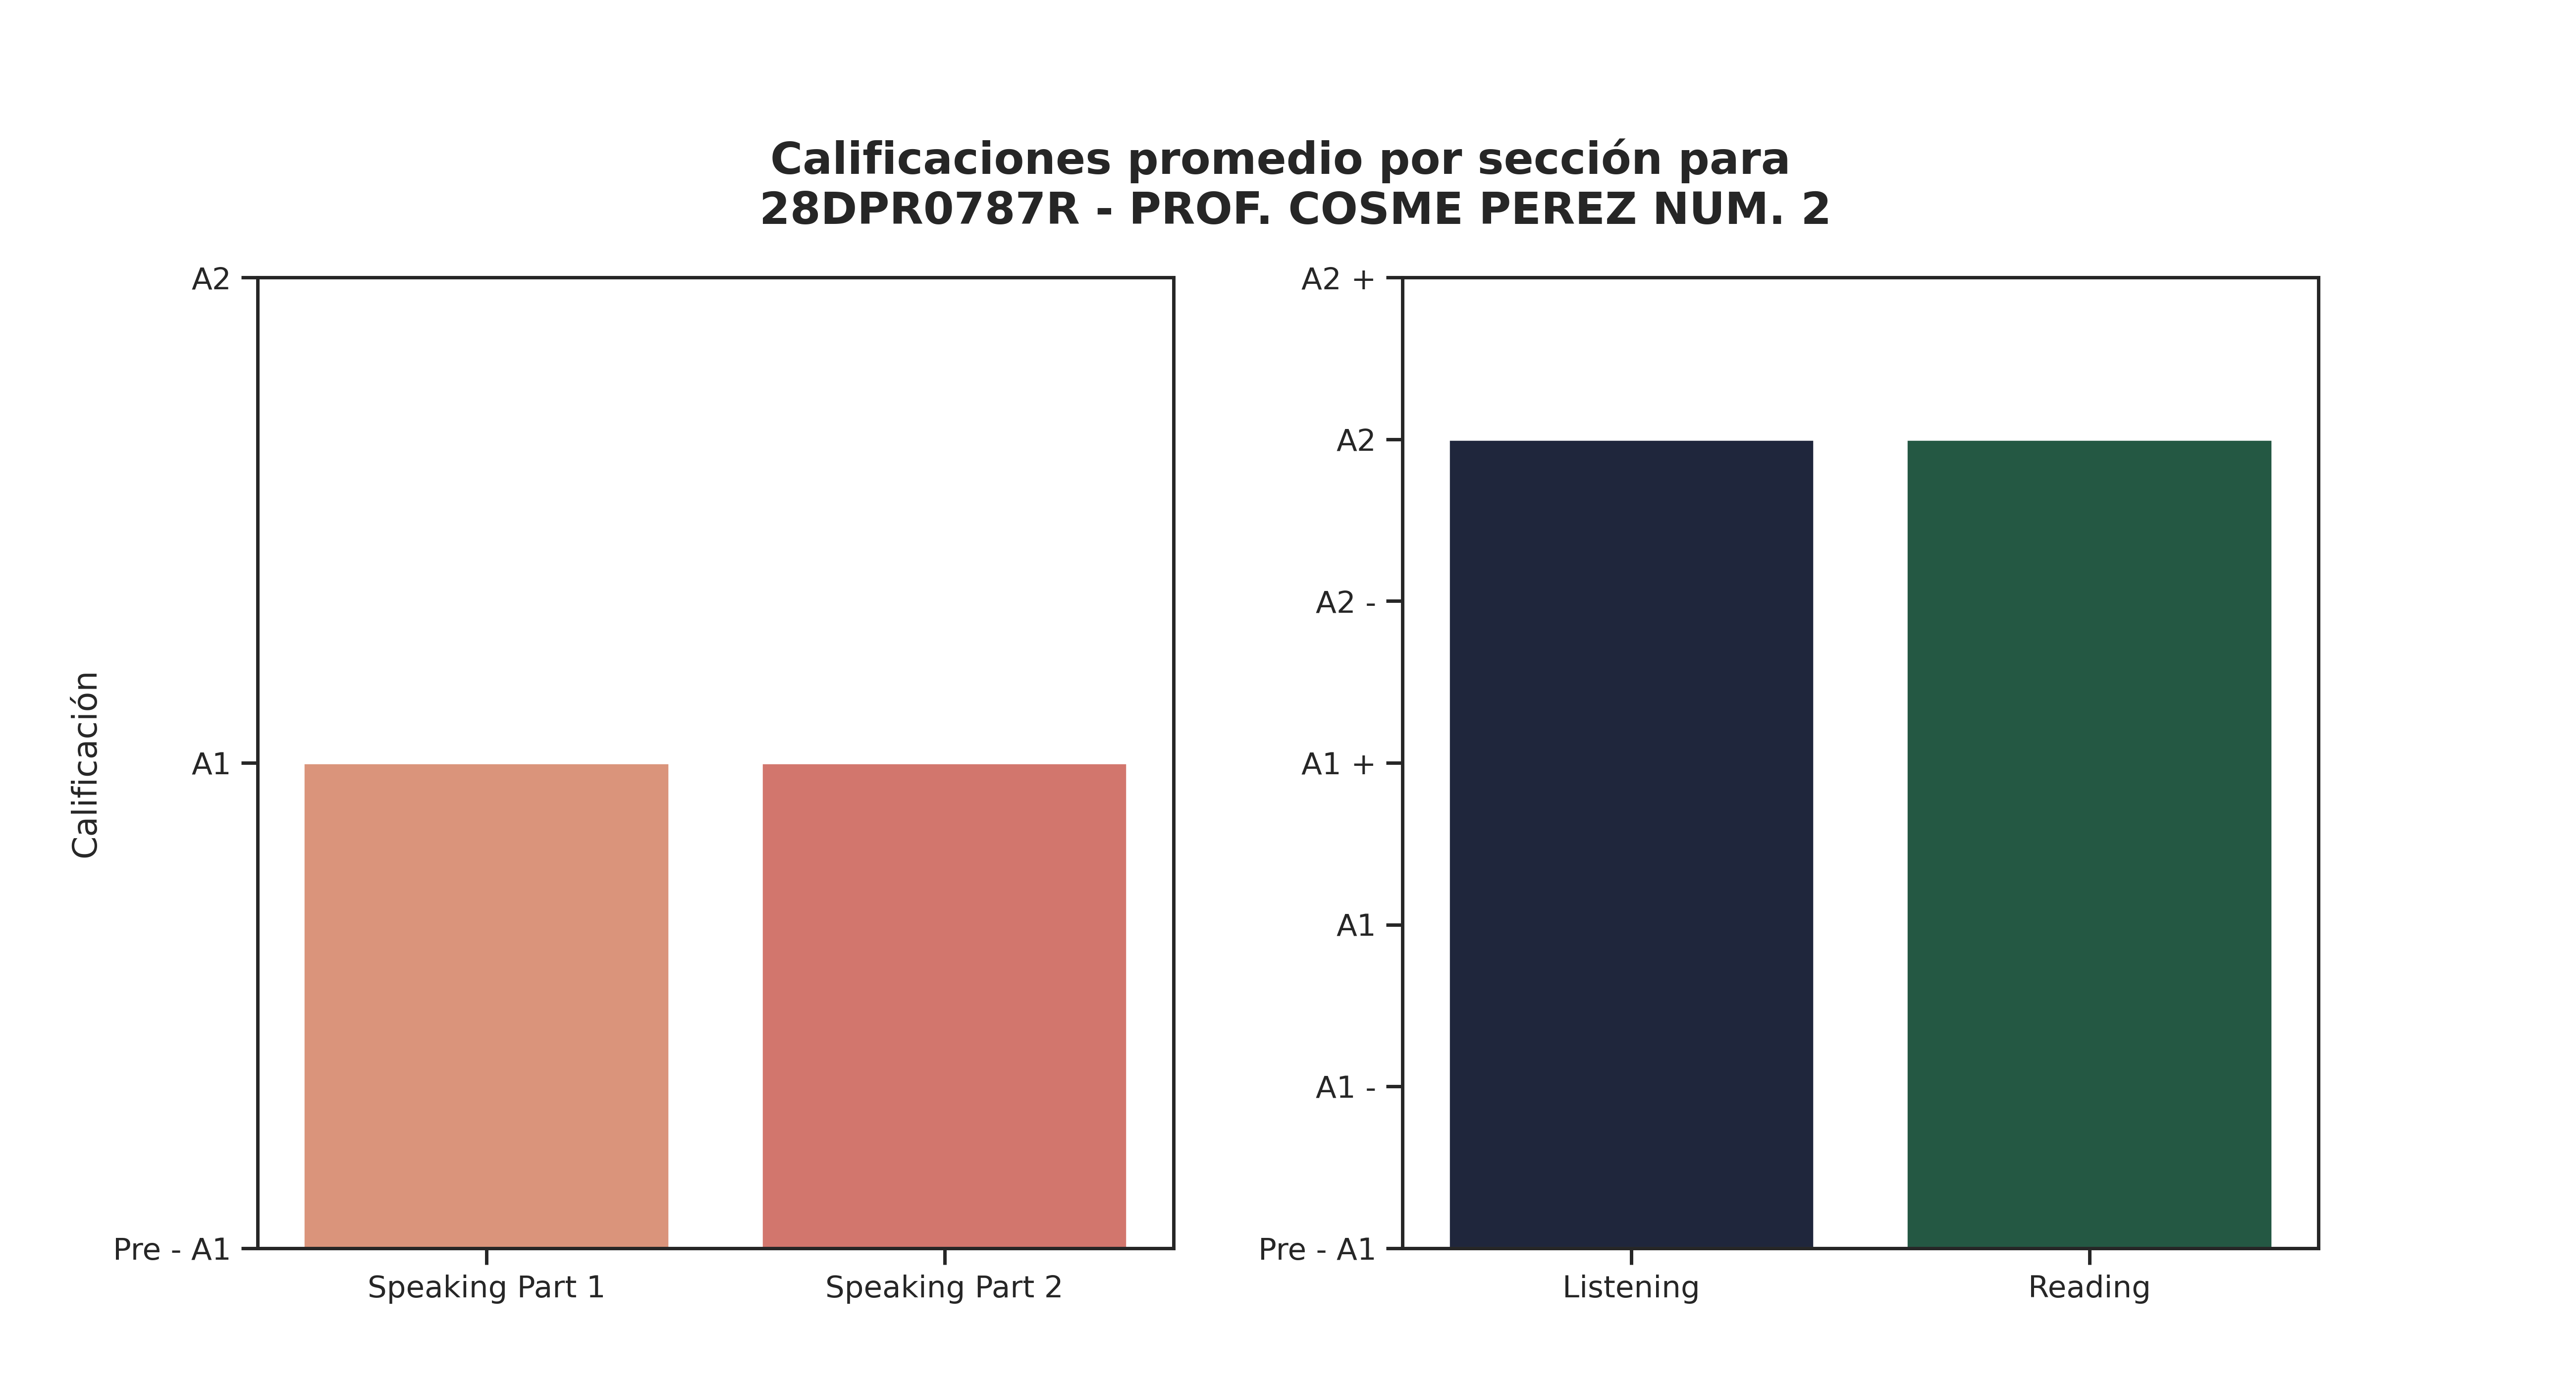 Calificaciones promedio por sección para
28DPR0787R - PROF. COSME PEREZ NUM. 2
Calificación
A2
A1
Pre - A1
Speaking Part 1
Speaking Part 2
A2 +
A2
A2 -
A1 +
A1
A1 -
Pre - A1
Listening
Reading